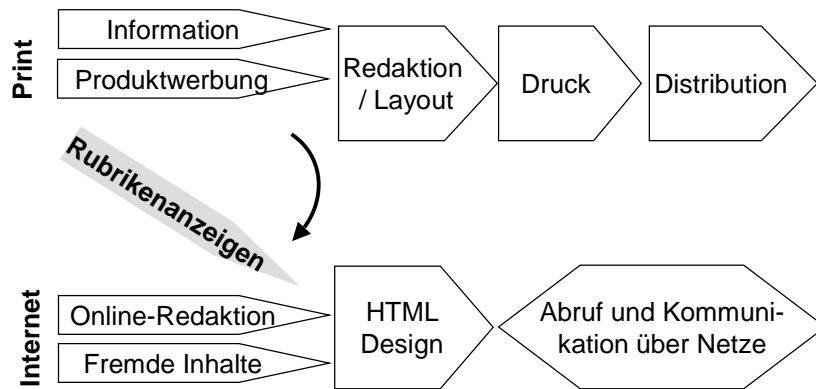 Print
Information
Produktwerbung
Redaktion
/ Layout
Druck
Distribution
Rubrikenanzeigen
Internet
Online-Redaktion
Fremde Inhalte
HTML
Design
Abruf und Kommuni-
kation über Netze